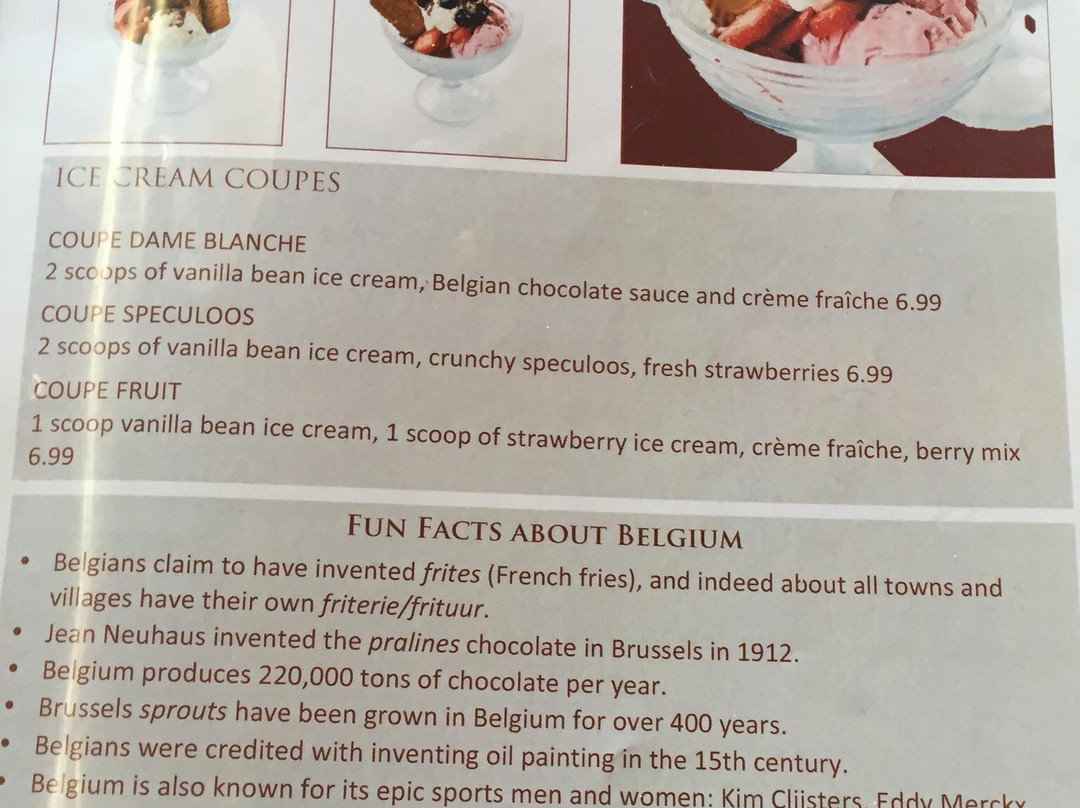 ICE CREAM COUPES
COUPE DAME BLANCHE
2 scoops of vanilla bean ice cream, Belgian chocolate sauce and crème fraîche 6.99
COUPE SPECULOOS
2 scoops of vanilla bean ice cream, crunchy speculoos, fresh strawberries 6.99
COUPE FRUIT
1 scoop vanilla bean ice cream, 1 scoop of strawberry ice cream, crème fraîche, berry mix
6.99
FUN FACTS ABOUT BELGIUM
• Belgians claim to have invented frites (French fries), and indeed about all towns and
villages have their own friterie/frituur.
• Jean Neuhaus invented the pralines chocolate in Brussels in 1912.
• Belgium produces 220,000 tons of chocolate per year.
• Brussels sprouts have been grown in Belgium for over 400 years.
• Belgians were credited with inventing oil painting in the 15th century.
• Belgium is also known for its epic sports men and women: Kim Clijsters, Eddy Merckx